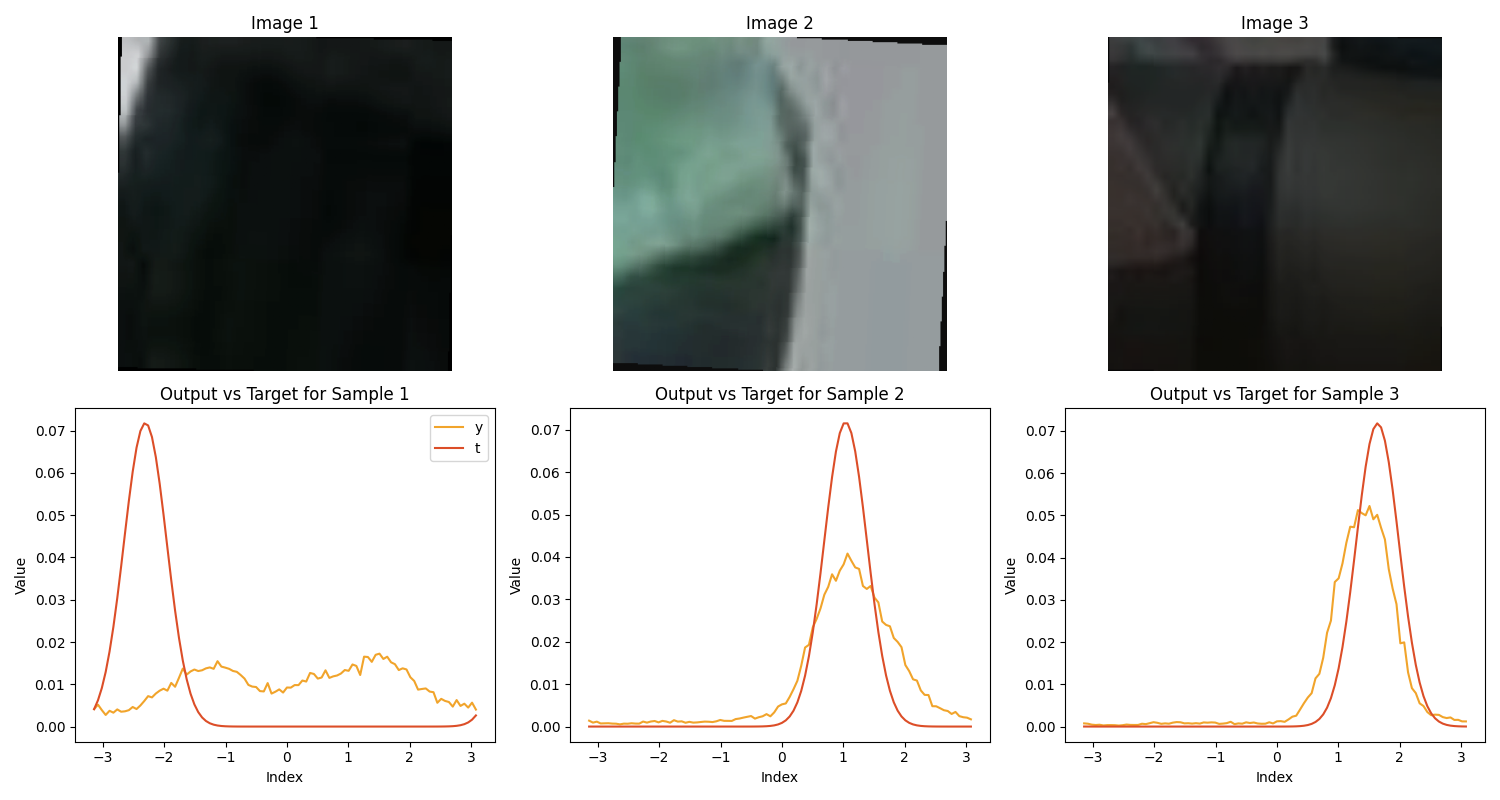 Image 1
Image 2
Image 3
Output vs Target for Sample 1
Output vs Target for Sample 2
Output vs Target for Sample 3
y
t
Value
0.07
0.06
0.05
0.04
0.03
0.02
0.01
0.00
−3 −2 −1 0 1 2 3
Index
Value
0.07
0.06
0.05
0.04
0.03
0.02
0.01
0.00
−3 −2 −1 0 1 2 3
Index
Value
0.07
0.06
0.05
0.04
0.03
0.02
0.01
0.00
−3 −2 −1 0 1 2 3
Index